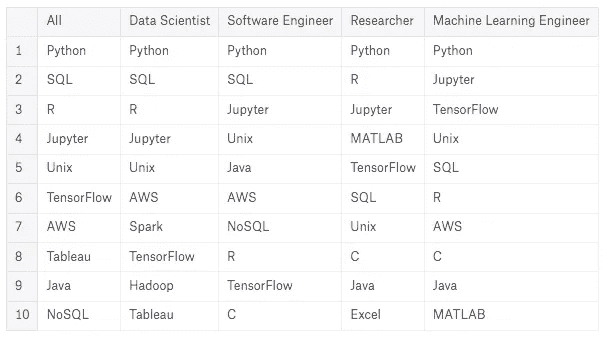 All Data Scientist Software Engineer Researcher Machine Learning Engineer
1 Python Python Python Python Python
2 SQL SQL SQL R Jupyter
3 R R Jupyter Jupyter TensorFlow
4 Jupyter Jupyter Unix MATLAB Unix
5 Unix Unix Java TensorFlow SQL
6 TensorFlow AWS AWS SQL R
7 AWS Spark NoSQL Unix AWS
8 Tableau TensorFlow R C C
9 Java Hadoop TensorFlow Java Java
10 NoSQL Tableau C Excel MATLAB